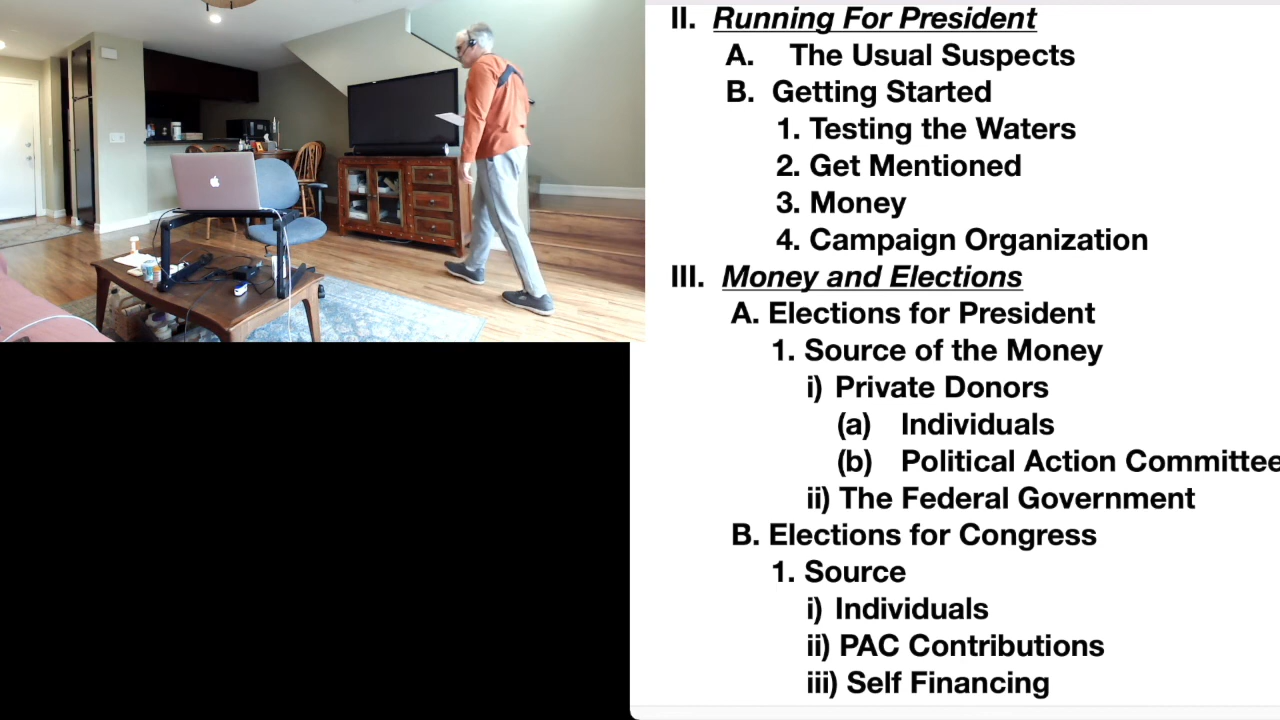 II. Running For President
A. The Usual Suspects
B. Getting Started
1. Testing the Waters
2. Get Mentioned
3. Money
4. Campaign Organization
III. Money and Elections
A. Elections for President
1. Source of the Money
i) Private Donors
(a) Individuals
(b) Political Action Committee
ii) The Federal Government
B. Elections for Congress
1. Source
i) Individuals
ii) PAC Contributions
iii) Self Financing